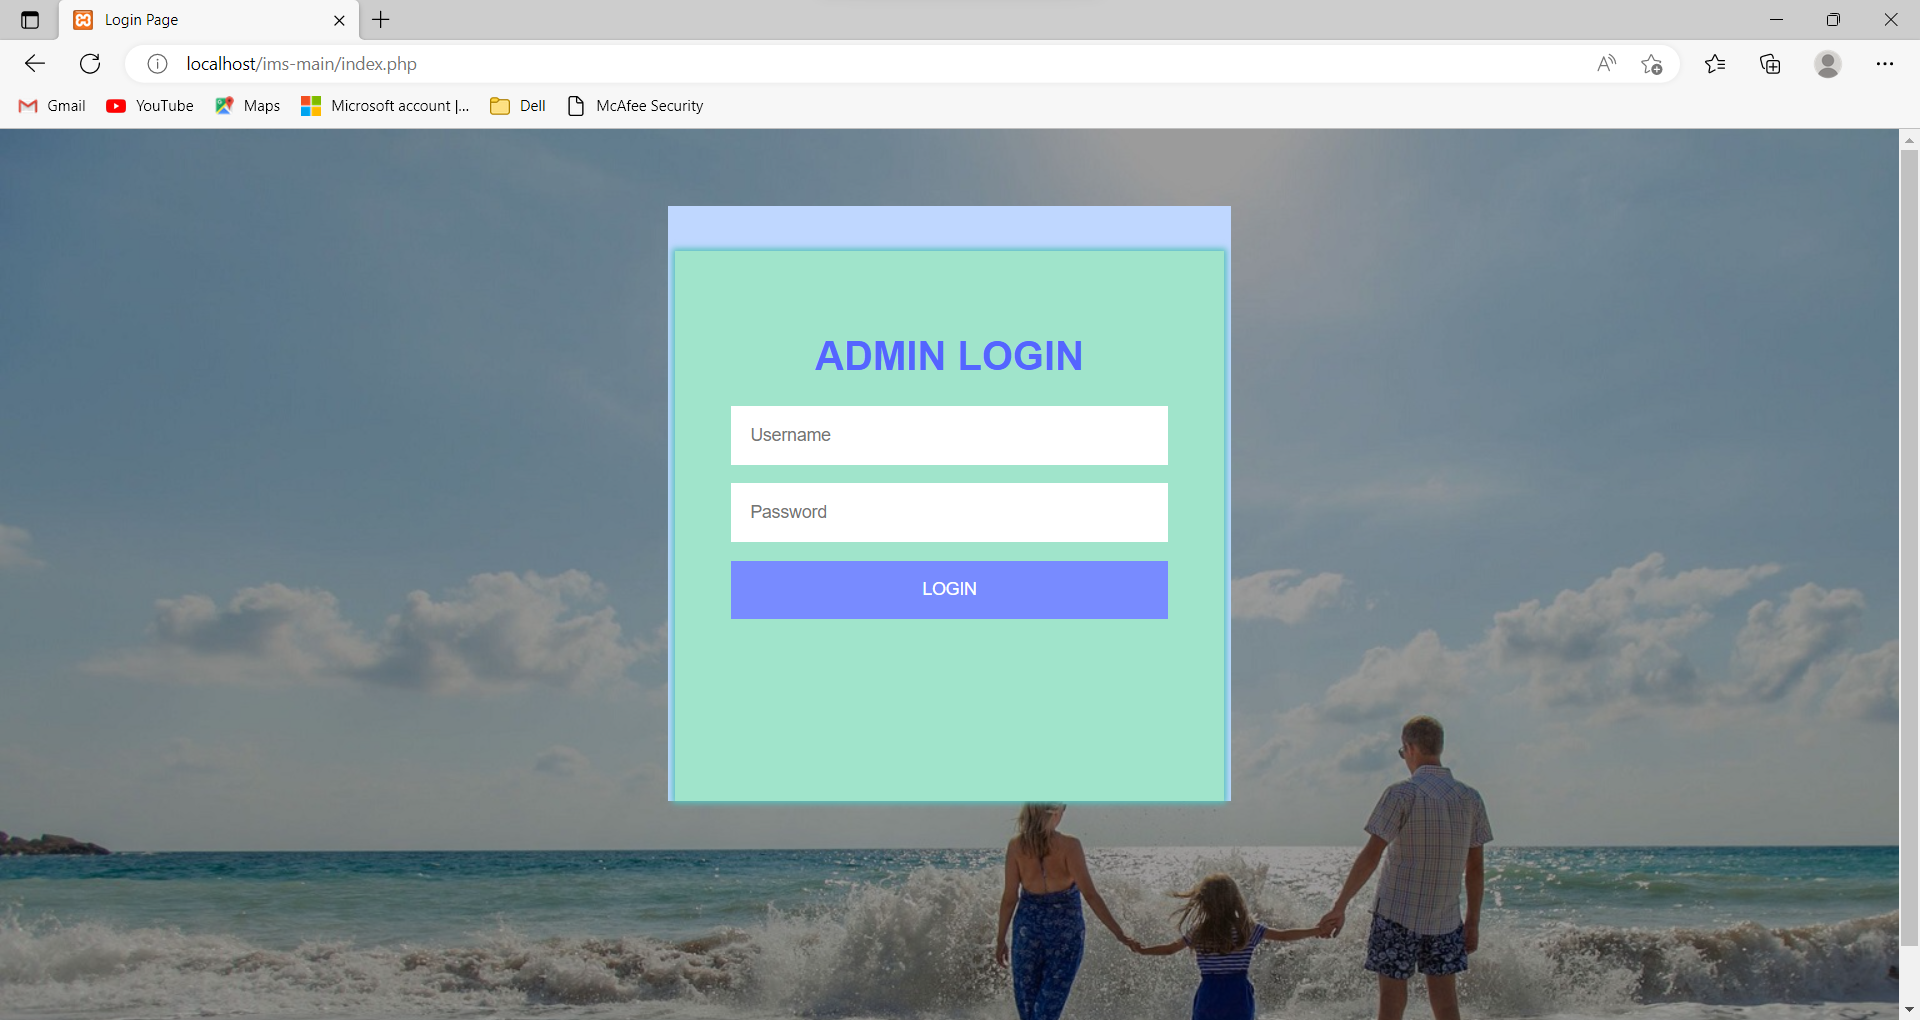 Login Page
localhost/ims-main/index.php
Gmail YouTube Maps Microsoft account |... Dell McAfee Security
ADMIN LOGIN
Username
Password
LOGIN